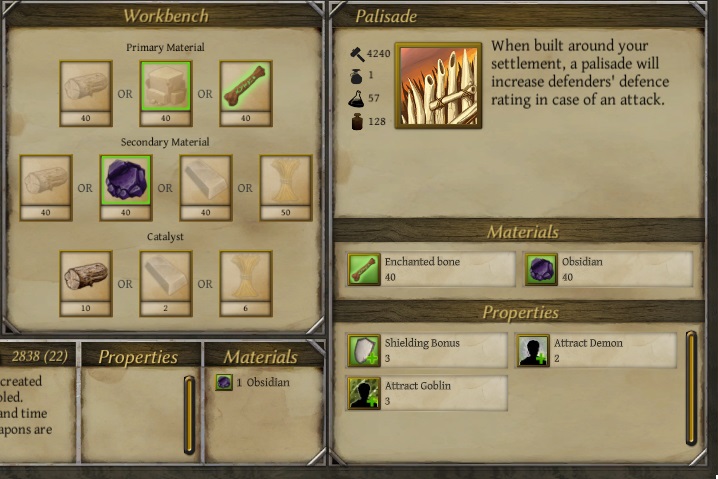 Workbench
Primary Material
OR
OR
40
40
40
Secondary Material
OR
OR
OR
40
40
40
50
Catalyst
OR
OR
10
2
6
2838 (22)
created
oled.
and time
apons are
Properties
Materials
1 Obsidian
Palisade
4240
1
57
128
When built around your
settlement, a palisade will
increase defenders' defence
rating in case of an attack.
Materials
Enchanted bone
40
Obsidian
40
Properties
Shielding Bonus
3
Attract Demon
2
Attract Goblin
3